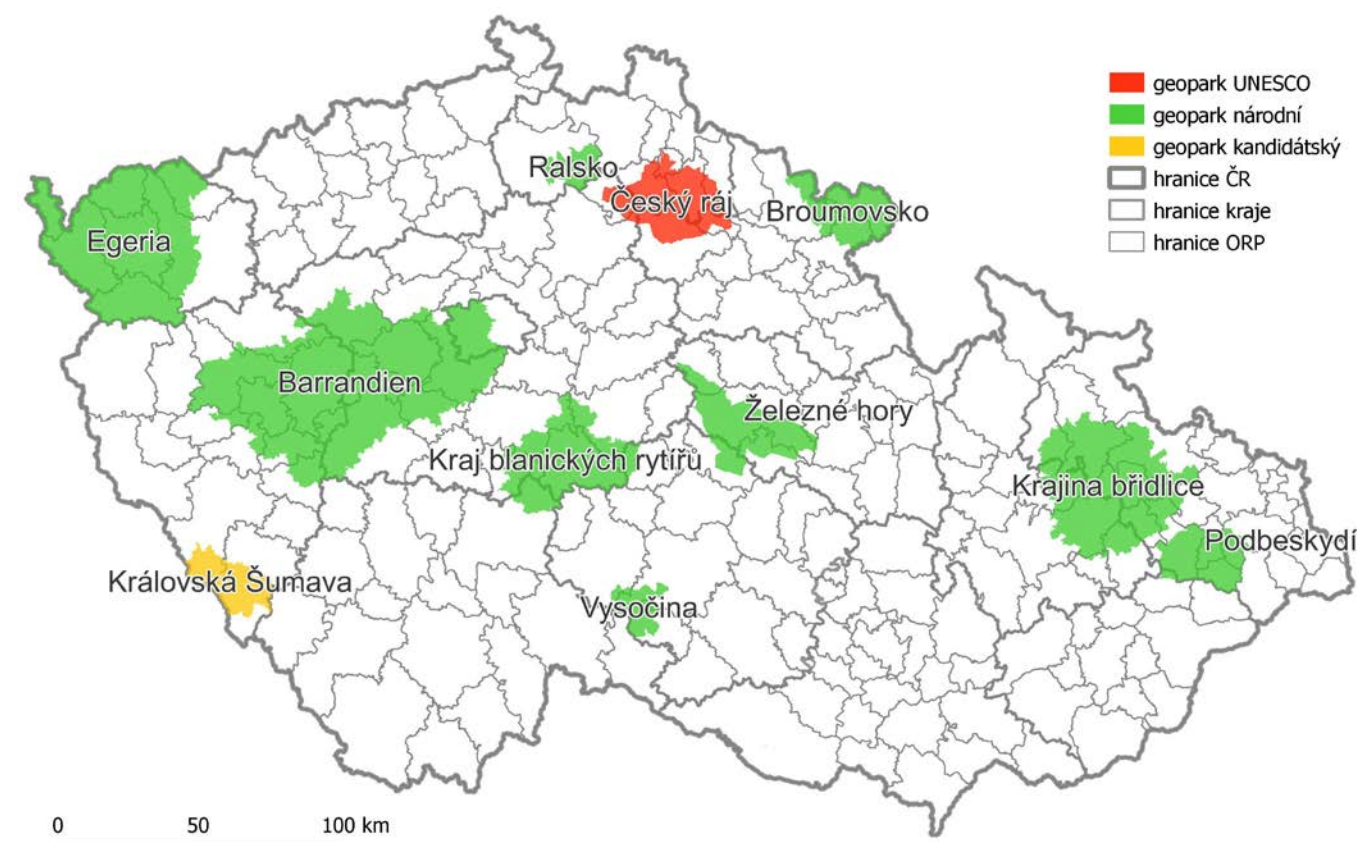 geopark UNESCO
geopark národní
geopark kandidátský
hranice ČR
hranice kraje
hranice ORP
Ralsko
Český ráj
Broumovsko
Egeria
Barrandien
Železné hory
Kraj blanických rytířů
Krajina břidlice
Podbeskydí
Královská Šumava
Vysočina
0 50 100 km